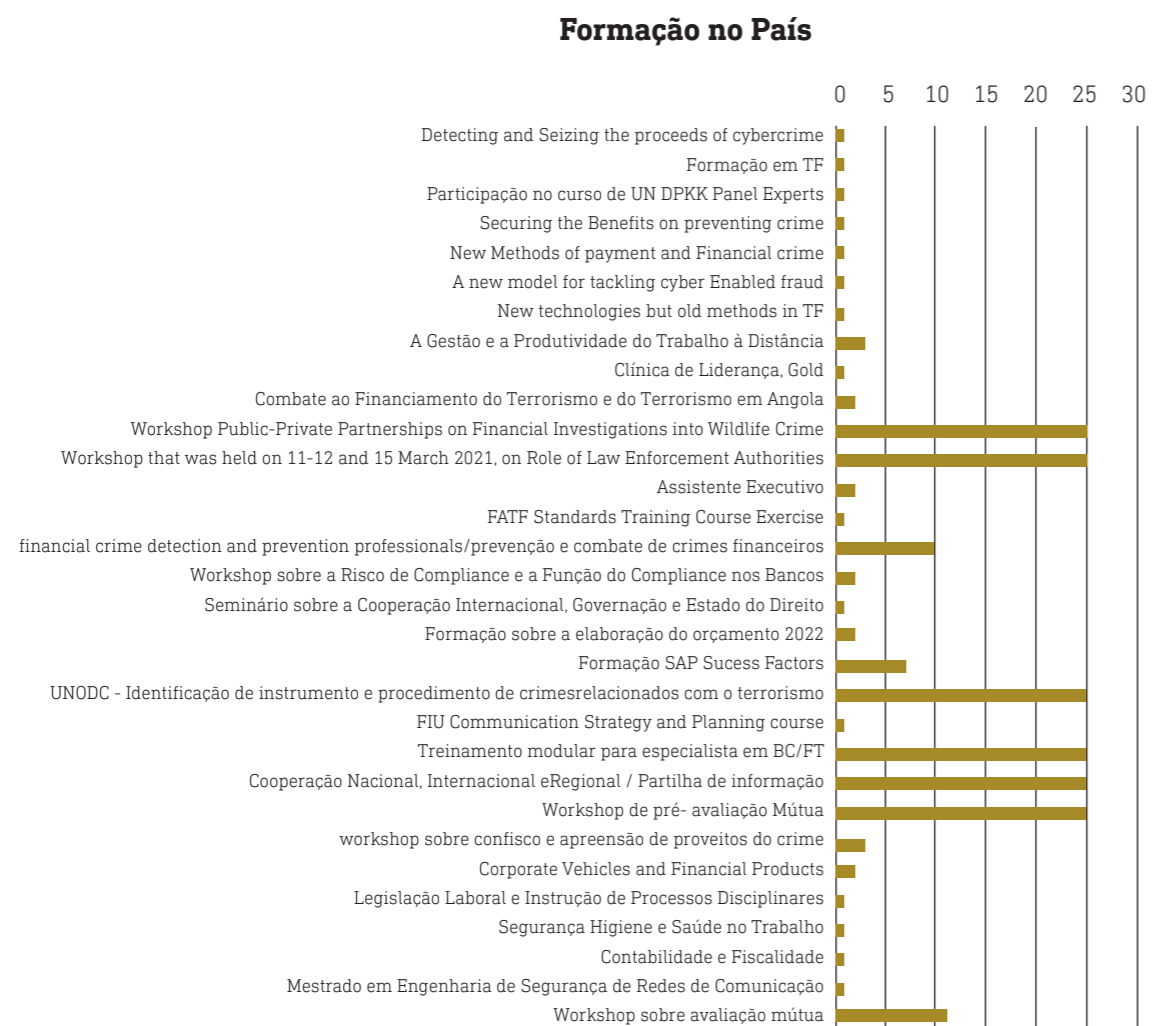 Formação no País
0 5 10 15 20 25 30
Detecting and Seizing the proceeds of cybercrime
Formação em TF
Participação no curso de UN DPKK Panel Experts
Securing the Benefits on preventing crime
New Methods of payment and Financial crime
A new model for tackling cyber Enabled fraud
New technologies but old methods in TF
A Gestão e a Produtividade do Trabalho à Distância
Clínica de Liderança, Gold
Combate ao Financiamento do Terrorismo e do Terrorismo em Angola
Workshop Public-Private Partnerships on Financial Investigations into Wildlife Crime
Workshop that was held on 11-12 and 15 March 2021, on Role of Law Enforcement Authorities
Assistente Executivo
FATF Standards Training Course Exercise
financial crime detection and prevention professionals/prevenção e combate de crimes financeiros
Workshop sobre a Risco de Compliance e a Função do Compliance nos Bancos
Seminário sobre a Cooperação Internacional, Governação e Estado do Direito
Formação sobre a elaboração do orçamento 2022
Formação SAP Sucess Factors
UNODC - Identificação de instrumento e procedimento de crimesrelacionados com o terrorismo
FIU Communication Strategy and Planning course
Treinamento modular para especialista em BC/FT
Cooperação Nacional, Internacional eRegional / Partilha de informação
Workshop de pré- avaliação Mútua
workshop sobre confisco e apreensão de proveitos do crime
Corporate Vehicles and Financial Products
Legislação Laboral e Instrução de Processos Disciplinares
Segurança Higiene e Saúde no Trabalho
Contabilidade e Fiscalidade
Mestrado em Engenharia de Segurança de Redes de Comunicação
Workshop sobre avaliação mútua